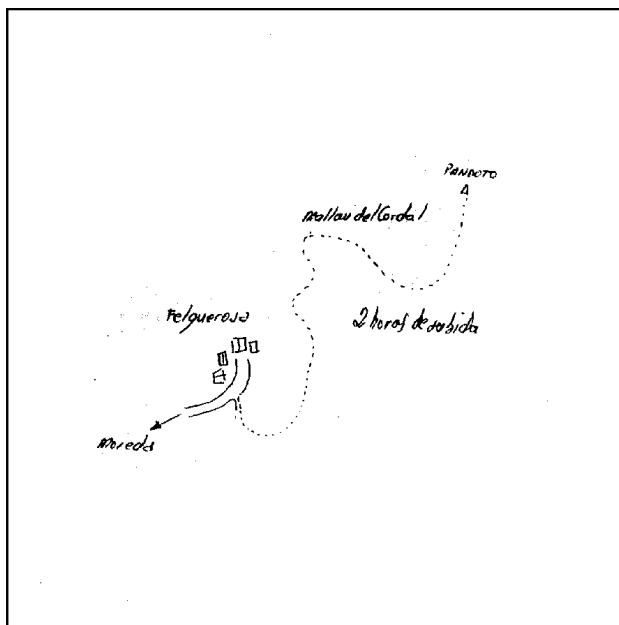 PANDOTO
Mallau del Cordal
2 horas de subida
Felguerosa
Moreda